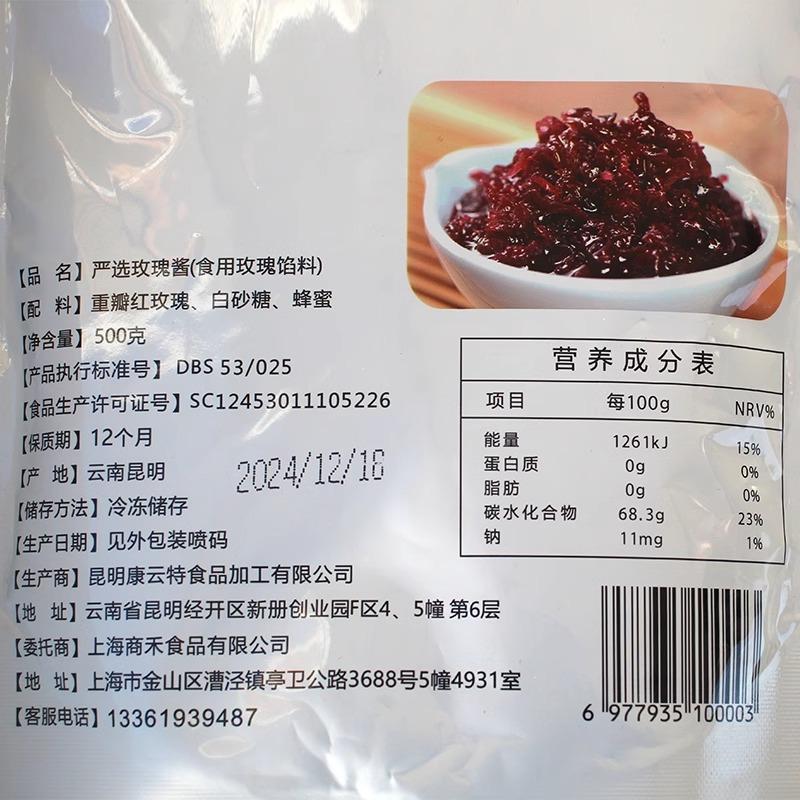 【品 名】严选玫瑰酱(食用玫瑰馅料)
【配 料】重瓣红玫瑰、白砂糖、蜂蜜
【净含量】500克
【产品执行标准号】DBS 53/025
【食品生产许可证号】SC12453011105226
【保质期】12个月
【产 地】云南昆明
2024/12/18
【储存方法】冷冻储存
【生产日期】见外包装喷码
【生产商】昆明康云特食品加工有限公司
【地 址】云南省昆明经开区新册创业园F区4、5幢 第6层
【委托商】上海商禾食品有限公司
【地 址】上海市金山区漕泾镇亭卫公路3688号5幢4931室
【客服电话】13361939487
营养成分表
项目 每100g NRV%
能量 1261kJ 15%
蛋白质 0g 0%
脂肪 0g 0%
碳水化合物 68.3g 23%
钠 11mg 1%
6 977935 100003